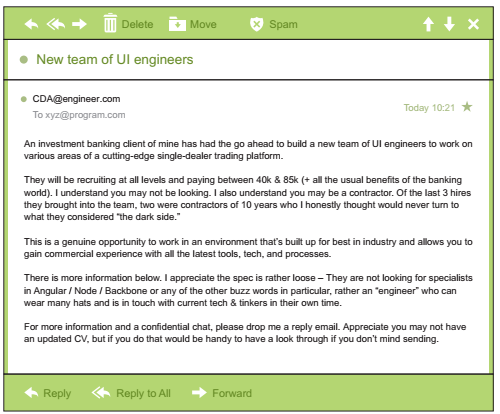 Delete Move Spam
New team of UI engineers
CDA@engineer.com
To xyz@program.com
Today 10:21
An investment banking client of mine has had the go ahead to build a new team of UI engineers to work on
various areas of a cutting-edge single-dealer trading platform.
They will be recruiting at all levels and paying between 40k & 85k (+ all the usual benefits of the banking
world). I understand you may not be looking. I also understand you may be a contractor. Of the last 3 hires
they brought into the team, two were contractors of 10 years who I honestly thought would never turn to
what they considered “the dark side.”
This is a genuine opportunity to work in an environment that’s built up for best in industry and allows you to
gain commercial experience with all the latest tools, tech, and processes.
There is more information below. I appreciate the spec is rather loose – They are not looking for specialists
in Angular / Node / Backbone or any of the other buzz words in particular, rather an “engineer” who can
wear many hats and is in touch with current tech & tinkers in their own time.
For more information and a confidential chat, please drop me a reply email. Appreciate you may not have
an updated CV, but if you do that would be handy to have a look through if you don’t mind sending.
Reply Reply to All Forward